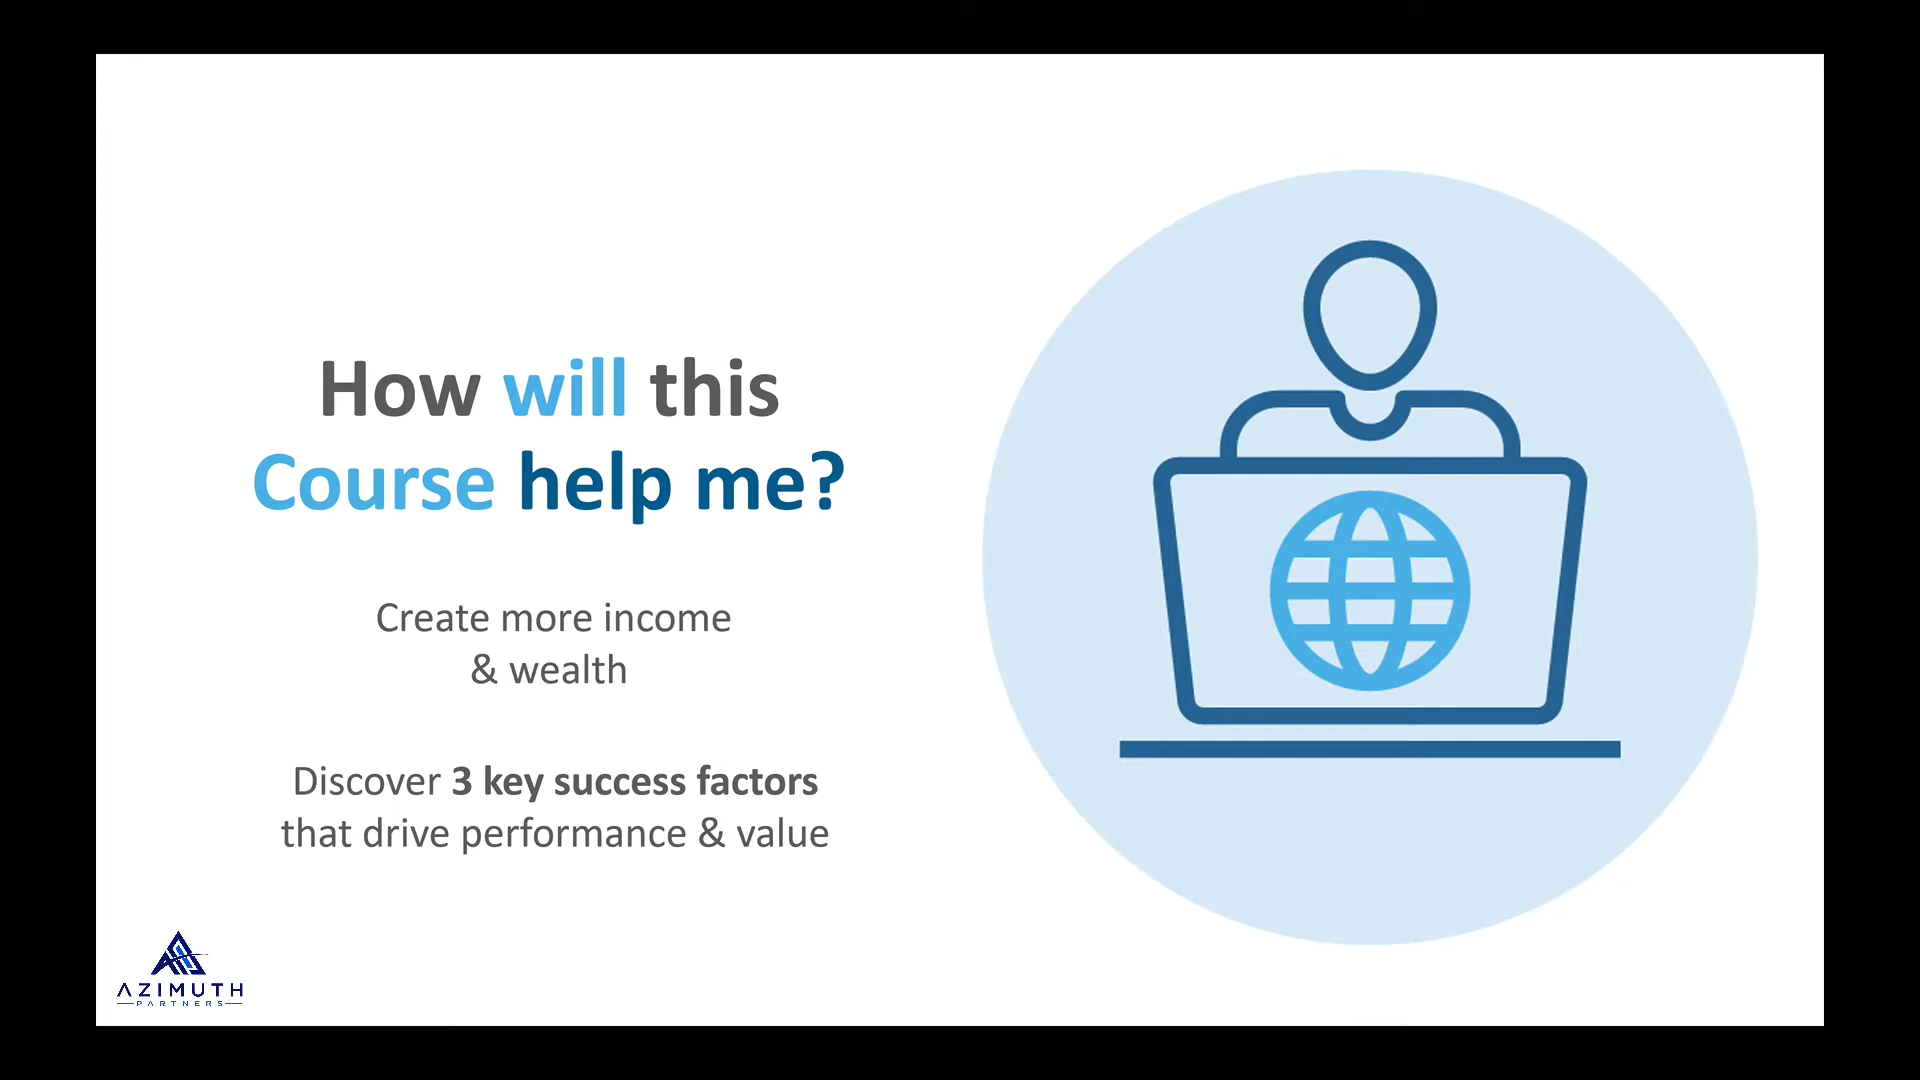 How will this
Course help me?
Create more income
& wealth
Discover 3 key success factors
that drive performance & value
AZIMUTH
PARTNERS